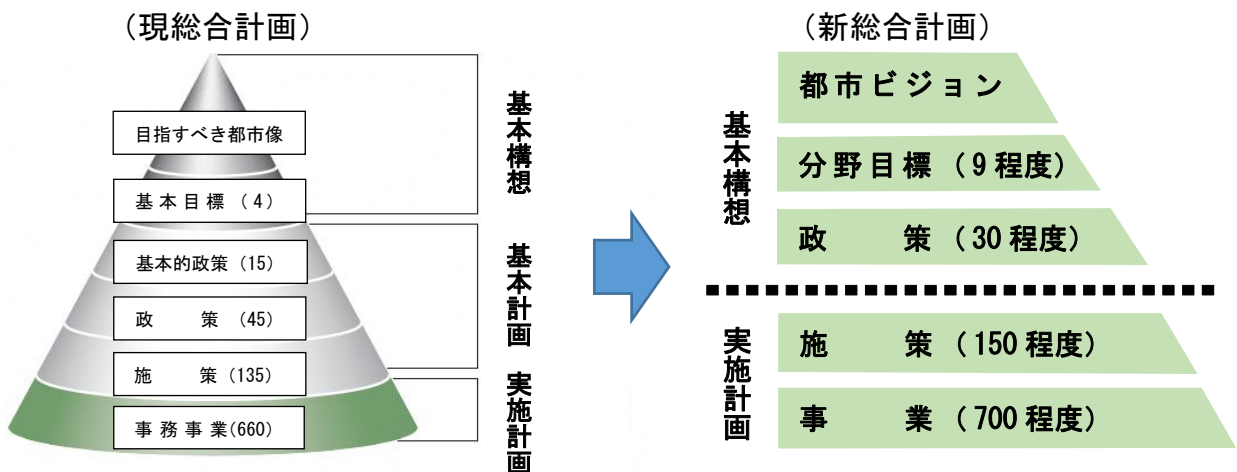 （現総合計画）
目指すべき都市像
基本目標（4）
基本的政策（15）
政　　策（45）
施　　策（135）
事務事業（660）
基本構想
基本計画
実施計画
（新総合計画）
都市ビジョン
分野目標（9程度）
政　　策（30程度）
施　　策（150程度）
事　　業（700程度）
基本構想
実施計画